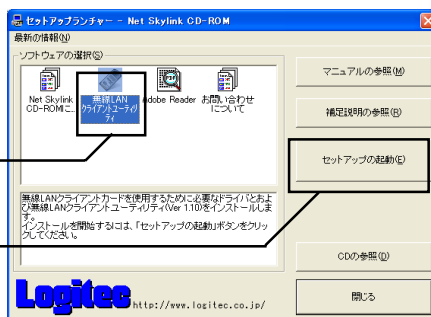 セットアップランチャー - Net Skylink CD-ROM
最新の情報(N)
ソフトウェアの選択(S)
Net Skylink
CD-ROMに...
無線LAN
クライアントユーティリ
ティ
Adobe Reader
お問い合わせ
について
マニュアルの参照(M)
補足説明の参照(R)
セットアップの起動(E)
無線LANクライアントカードを使用するために必要なドライバとおよ
び無線LANクライアントユーティリティ(Ver 1.10)をインストールしま
す。
インストールを開始するには、「セットアップの起動」ボタンをクリッ
クしてください。
CDの参照(D)
Logitec
http://www.logitec.co.jp/
閉じる